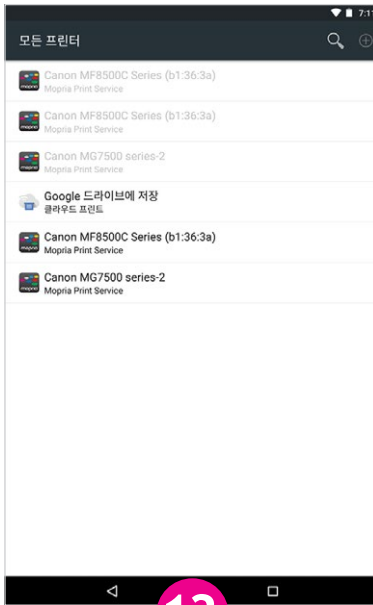 7:11
모든 프린터
Canon MF8500C Series (b1:36:3a)
Mopria Print Service
Canon MF8500C Series (b1:36:3a)
Mopria Print Service
Canon MG7500 series-2
Mopria Print Service
Google 드라이브에 저장
클라우드 프린트
Canon MF8500C Series (b1:36:3a)
Mopria Print Service
Canon MG7500 series-2
Mopria Print Service